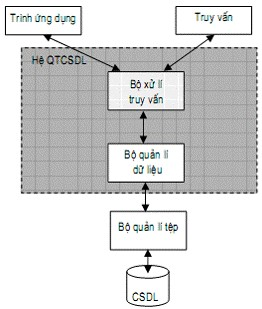 Trình ứng dụng
Truy vấn
Hệ QTCSDL
Bộ xử lí
truy vấn
Bộ quản lí
dữ liệu
Bộ quản lí tệp
CSDL